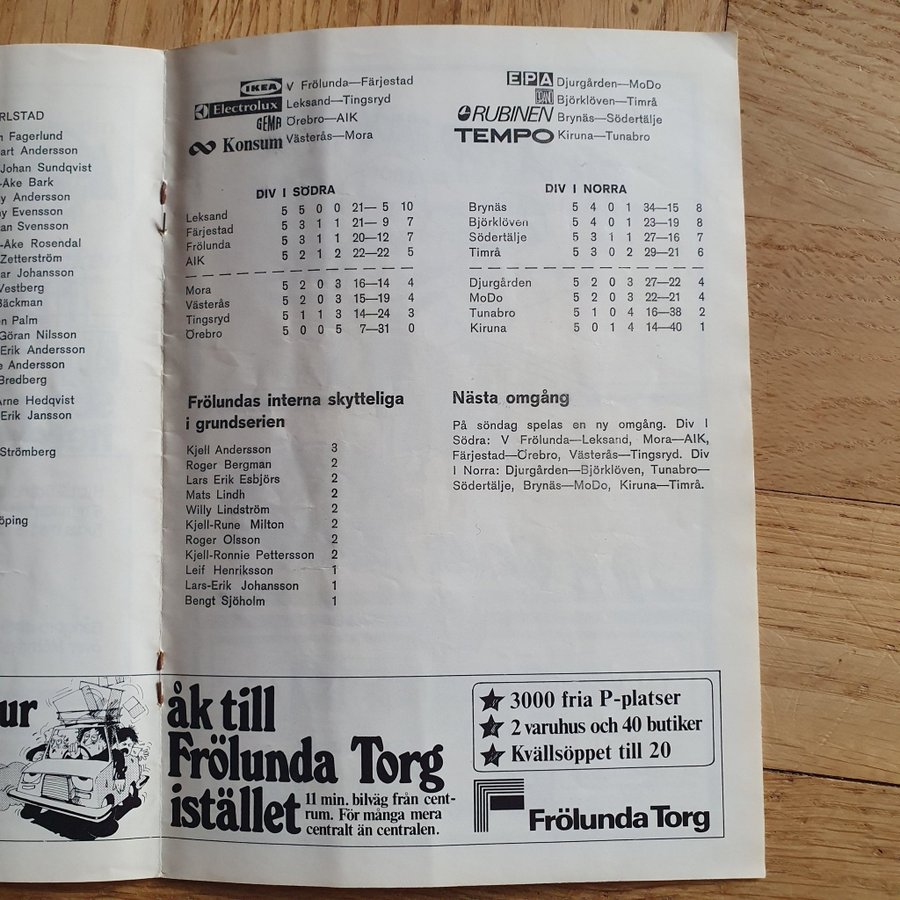 RLSTAD
n Fagerlund
art Andersson
Johan Sundqvist
-Åke Bark
y Andersson
ny Evensson
an Svensson
-Åke Rosendal
Zetterström
ar Johansson
Vestberg
Bäckman
n Palm
Göran Nilsson
Erik Andersson
e Andersson
Bredberg
Arne Hedqvist
Erik Jansson
Strömberg
öping
ur
IKEA V Frölunda—Färjestad
Electrolux Leksand—Tingsryd
GEMA Örebro—AIK
Konsum Västerås—Mora
EPA Djurgården—MoDo
Björklöven—Timrå
RUBINEN Brynäs—Södertälje
TEMPO Kiruna—Tunabro
DIV I SÖDRA
Leksand 5 5 0 0 21— 5 10
Färjestad 5 3 1 1 21— 9 7
Frölunda 5 3 1 1 20—12 7
AIK 5 2 1 2 22—22 5
Mora 5 2 0 3 16—14 4
Västerås 5 2 0 3 15—19 4
Tingsryd 5 1 1 3 14—24 3
Örebro 5 0 0 5 7—31 0
DIV I NORRA
Brynäs 5 4 0 1 34—15 8
Björklöven 5 4 0 1 23—19 8
Södertälje 5 3 1 1 27—16 7
Timrå 5 3 0 2 29—21 6
Djurgården 5 2 0 3 27—22 4
MoDo 5 2 0 3 22—21 4
Tunabro 5 1 0 4 16—38 2
Kiruna 5 0 1 4 14—40 1
Frölundas interna skytteliga
i grundserien
Kjell Andersson 3
Roger Bergman 2
Lars Erik Esbjörs 2
Mats Lindh 2
Willy Lindström 2
Kjell-Rune Milton 2
Roger Olsson 2
Kjell-Ronnie Pettersson 2
Leif Henriksson 1
Lars-Erik Johansson 1
Bengt Sjöholm 1
Nästa omgång
På söndag spelas en ny omgång. Div I
Södra: V Frölunda—Leksand, Mora—AIK,
Färjestad—Örebro, Västerås—Tingsryd. Div
I Norra: Djurgården—Björklöven, Tunabro—
Södertälje, Brynäs—MoDo, Kiruna—Timrå.
åk till
Frölunda Torg
istället
11 min. bilväg från cent-
rum. För många mera
centralt än centralen.
3000 fria P-platser
2 varuhus och 40 butiker
Kvällsöppet till 20
Frölunda Torg